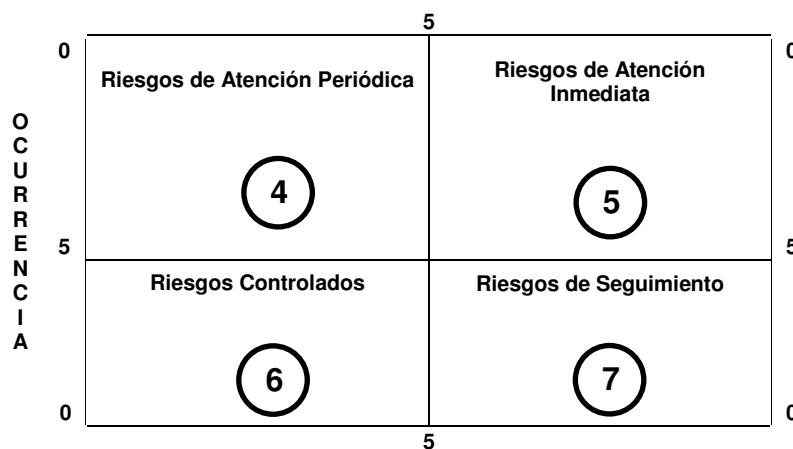 5
0
0
Riesgos de Atención Periódica
Riesgos de Atención
Inmediata
O
C
U
R
R
E
N
C
I
A
4
5
5
5
Riesgos Controlados
Riesgos de Seguimiento
6
7
0
0
5